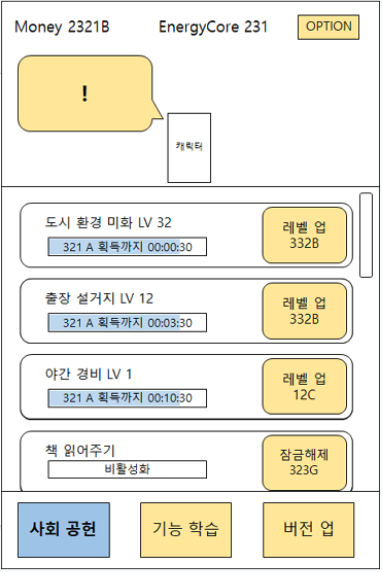 Money 2321B
EnergyCore 231
OPTION
!
캐릭터
도시 환경 미화 LV 32
321 A 획득까지 00:00:30
레벨 업
332B
출장 설거지 LV 12
321 A 획득까지 00:03:30
레벨 업
332B
야간 경비 LV 1
321 A 획득까지 00:10:30
레벨 업
12C
책 읽어주기
비활성화
잠금해제
323G
사회 공헌
기능 학습
버전 업